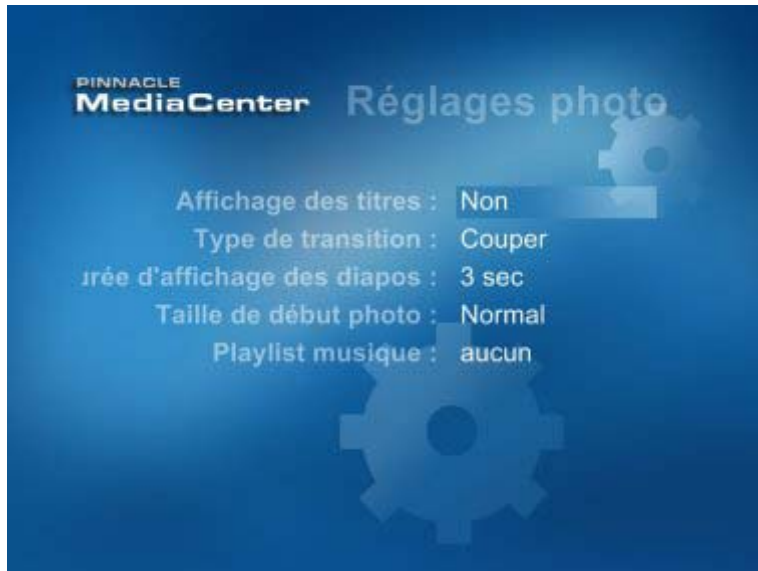 PINNACLE
MediaCenter Réglages photo
Affichage des titres : Non
Type de transition : Couper
d'affichage des diapos : 3 sec
Taille de début photo : Normal
Playlist musique : aucun